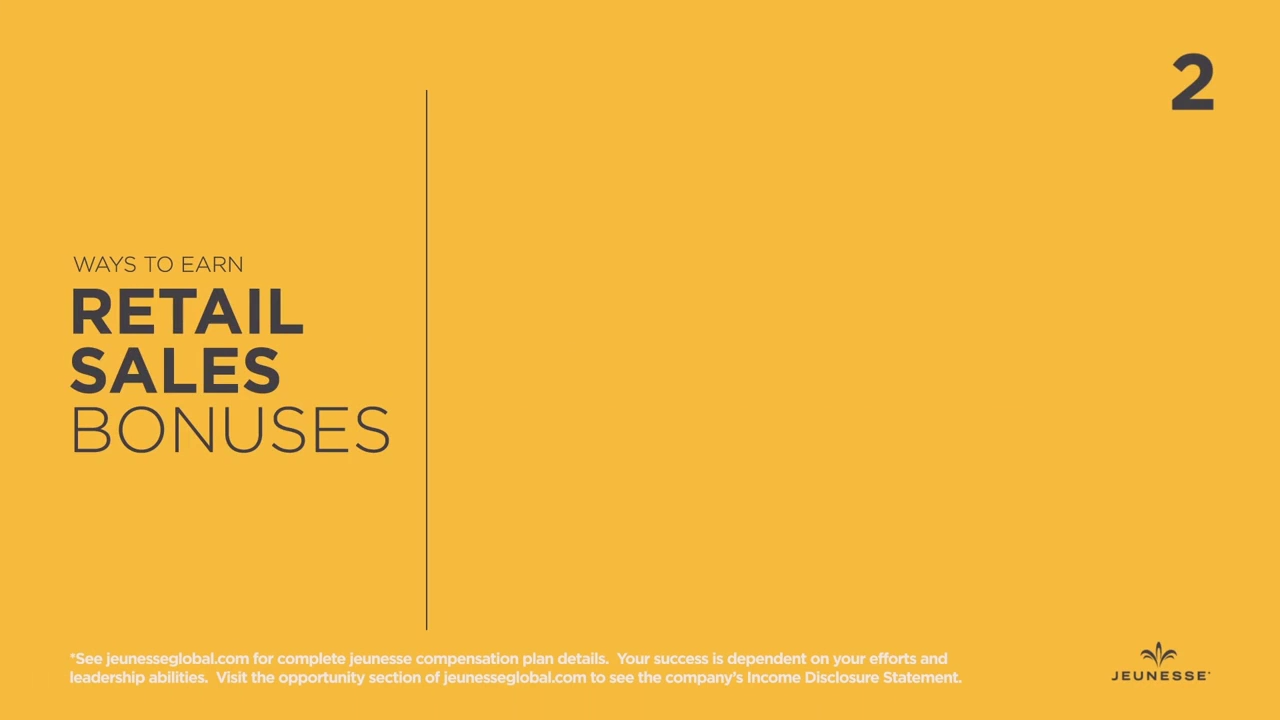 2
WAYS TO EARN
RETAIL
SALES
BONUSES
*See jeunesseglobal.com for complete jeunesse compensation plan details.  Your success is dependent on your efforts and
leadership abilities.  Visit the opportunity section of jeunesseglobal.com to see the company's Income Disclosure Statement.
JEUNESSE